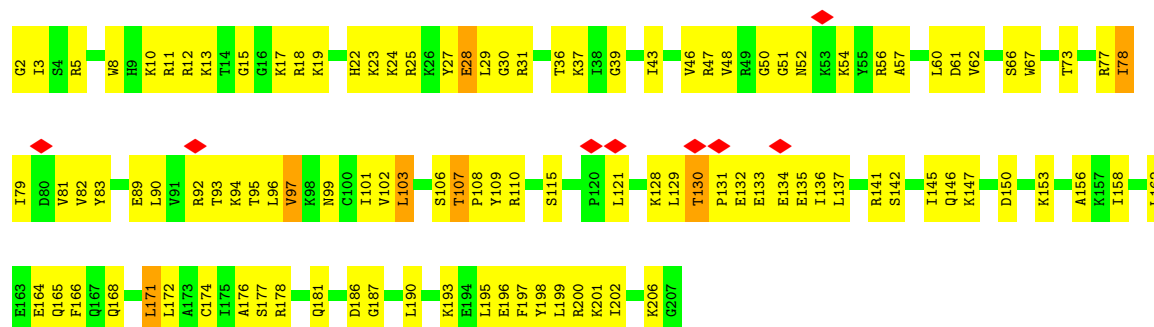 G2 I3 S4 R5 W8 H9 K10 R11 R12 K13 T14 G15 G16 K17 R18 K19 H22 K23 K24 R25 K26 Y27 E28 L29 G30 R31 T36 K37 I38 G39 I43 V46 R47 V48 R49 G50 G51 N52 K53 K54 Y55 R56 A57 L60 D61 V62 S66 W67 T73 R77 I78
I79 D80 V81 V82 Y83 E89 L90 V91 R92 T93 K94 T95 L96 V97 K98 N99 C100 I101 V102 L103 S106 T107 P108 Y109 R110 S115 P120 L121 K128 L129 T130 P131 E132 E133 E134 E135 I136 L137 R141 S142 I145 Q146 K147 D150 K153 A156 K157 I158
E163 E164 Q165 F166 Q167 Q168 L171 L172 A173 C174 I175 A176 S177 R178 Q181 D186 G187 L190 K193 E194 L195 E196 F197 Y198 L199 R200 K201 I202 K206 G207